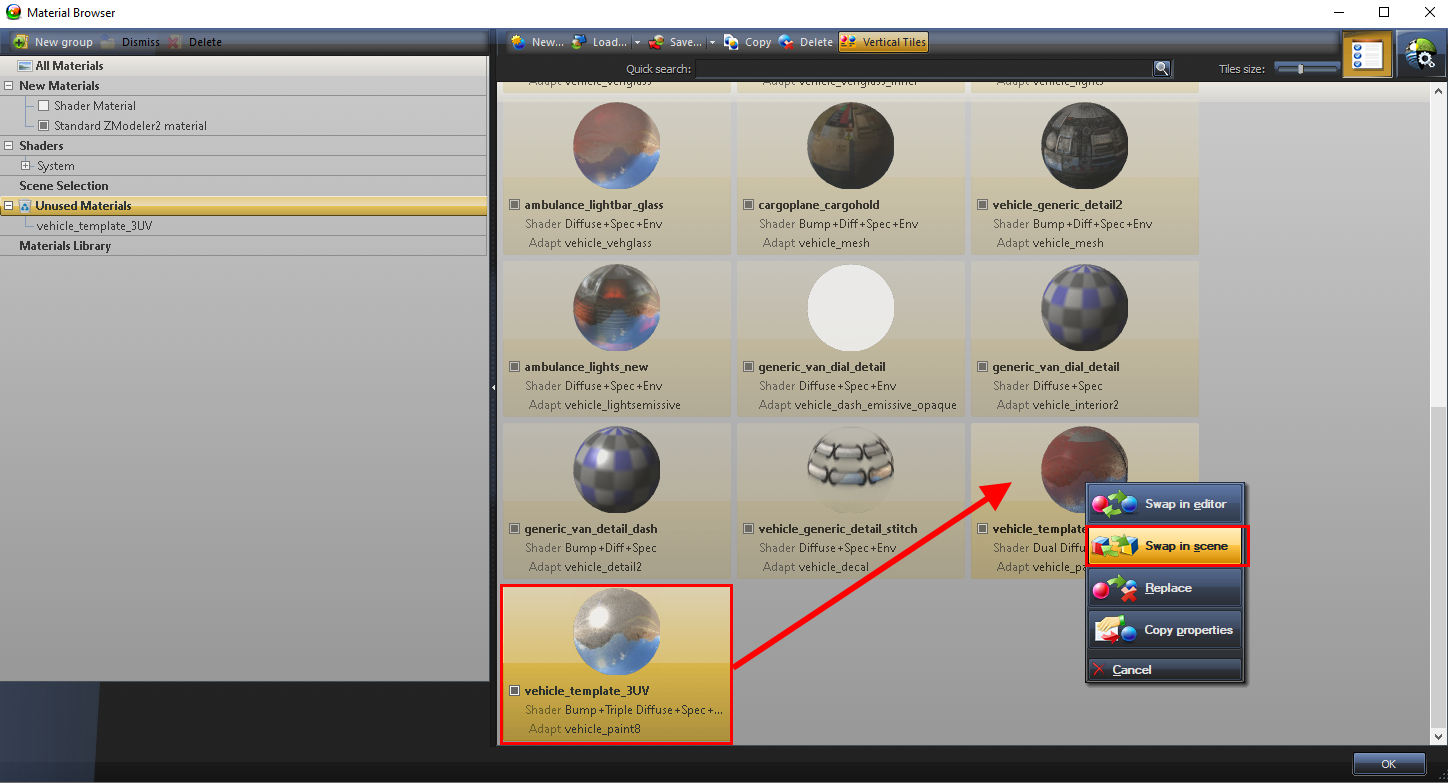 Material Browser
New group Dismiss Delete
New... Load... Save... Copy Delete Vertical Tiles
Quick search:
Tiles size:
All Materials
New Materials
Shader Material
Standard ZModeler2 material
Shaders
System
Scene Selection
Unused Materials
vehicle_template_3UV
Materials Library
Adapt vehicle_vehglass
Adapt vehicle_vehglass_inner
Adapt vehicle_lights
ambulance_lightbar_glass
Shader Diffuse+Spec+Env
Adapt vehicle_vehglass
cargoplane_cargohold
Shader Bump+Diff+Spec+Env
Adapt vehicle_mesh
vehicle_generic_detail2
Shader Bump+Diff+Spec+Env
Adapt vehicle_mesh
ambulance_lights_new
Shader Diffuse+Spec+Env
Adapt vehicle_lightsemissive
generic_van_dial_detail
Shader Diffuse+Spec+Env
Adapt vehicle_dash_emissive_opaque
generic_van_dial_detail
Shader Diffuse+Spec
Adapt vehicle_interior2
generic_van_detail_dash
Shader Bump+Diff+Spec
Adapt vehicle_detail2
vehicle_generic_detail_stitch
Shader Diffuse+Spec+Env
Adapt vehicle_decal
vehicle_template
Shader Dual Diffu
Adapt vehicle_pa
Swap in editor
Swap in scene
Replace
Copy properties
Cancel
vehicle_template_3UV
Shader Bump+Triple Diffuse+Spec+...
Adapt vehicle_paint8
OK